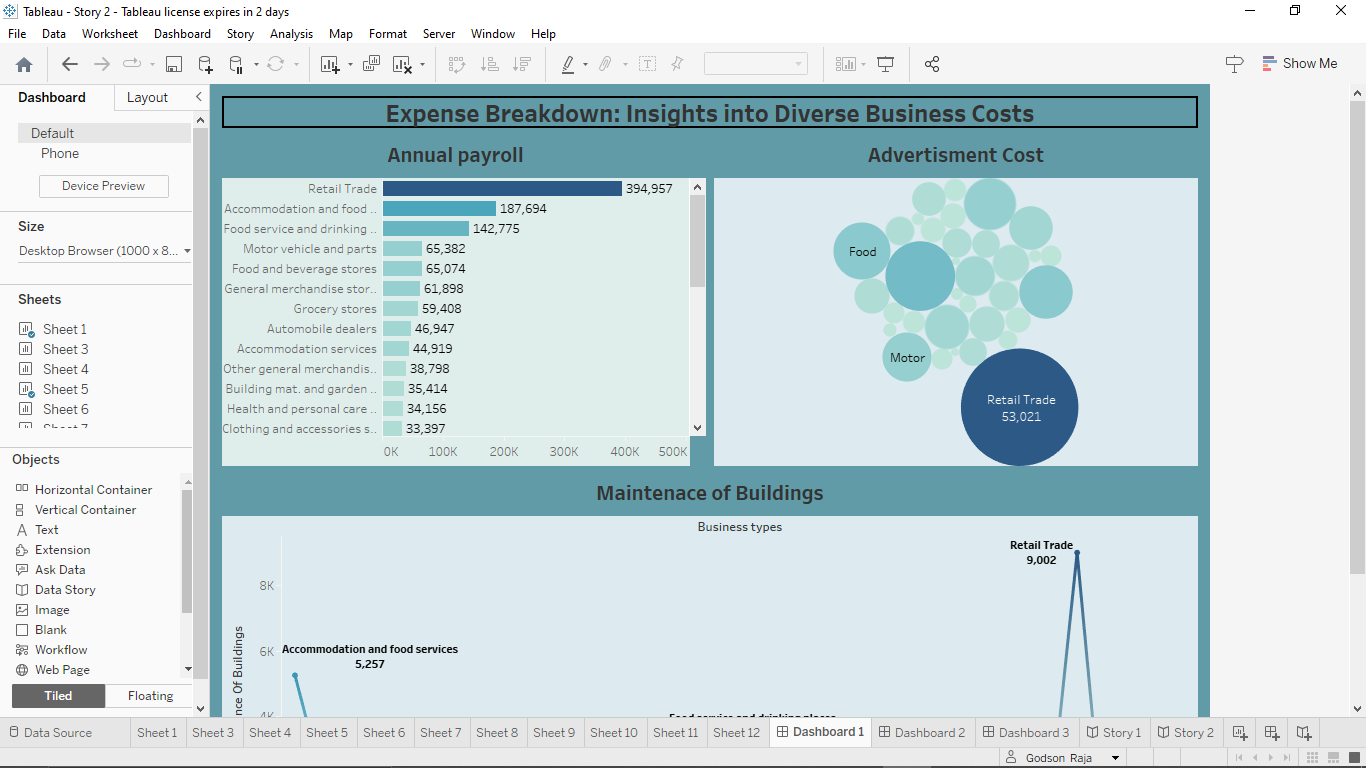 Tableau - Story 2 - Tableau license expires in 2 days
File Data Worksheet Dashboard Story Analysis Map Format Server Window Help
Show Me
Dashboard Layout
Default
Phone
Device Preview
Size
Desktop Browser (1000 x 8...
Sheets
Sheet 1
Sheet 3
Sheet 4
Sheet 5
Sheet 6
Objects
Horizontal Container
Vertical Container
Text
Extension
Ask Data
Data Story
Image
Blank
Workflow
Web Page
Tiled Floating
Expense Breakdown: Insights into Diverse Business Costs
Annual payroll
Retail Trade 394,957
Accommodation and food .. 187,694
Food service and drinking .. 142,775
Motor vehicle and parts 65,382
Food and beverage stores 65,074
General merchandise stor.. 61,898
Grocery stores 59,408
Automobile dealers 46,947
Accommodation services 44,919
Other general merchandis.. 38,798
Building mat. and garden .. 35,414
Health and personal care .. 34,156
Clothing and accessories s.. 33,397
0K 100K 200K 300K 400K 500K
Advertisment Cost
Food
Motor
Retail Trade
53,021
Maintenace of Buildings
Business types
Retail Trade
9,002
8K
6K
4K
Accommodation and food services
5,257
nce Of Buildings
Food service and drinking places
Data Source Sheet 1 Sheet 3 Sheet 4 Sheet 5 Sheet 6 Sheet 7 Sheet 8 Sheet 9 Sheet 10 Sheet 11 Sheet 12 Dashboard 1 Dashboard 2 Dashboard 3 Story 1 Story 2
Godson Raja